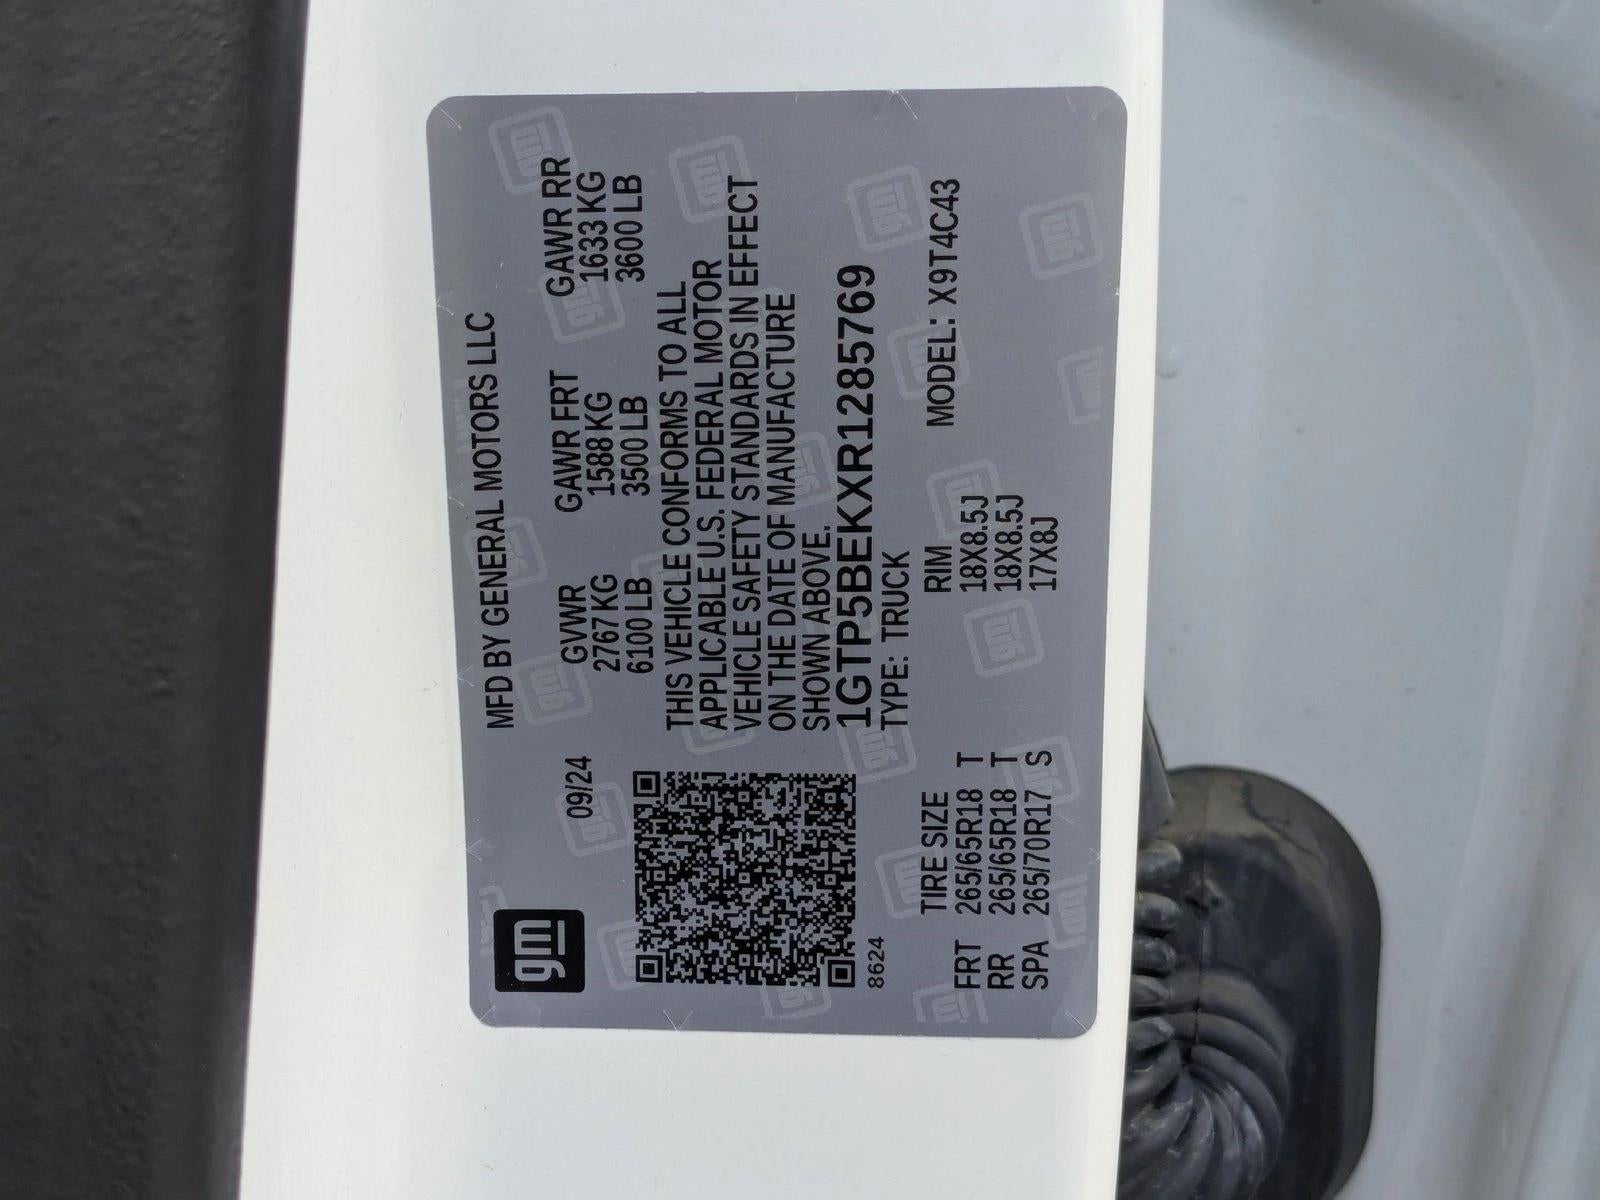 gm
MFD BY GENERAL MOTORS LLC
09/24
GVWR GAWR FRT GAWR RR
2767 KG 1588 KG 1633 KG
6100 LB 3500 LB 3600 LB
THIS VEHICLE CONFORMS TO ALL
APPLICABLE U.S. FEDERAL MOTOR
VEHICLE SAFETY STANDARDS IN EFFECT
ON THE DATE OF MANUFACTURE
SHOWN ABOVE.
1GTP5BEKXR1285769
8624
TYPE: TRUCK
MODEL: X9T4C43
TIRE SIZE RIM
FRT 265/65R18 T 18X8.5J
RR 265/65R18 T 18X8.5J
SPA 265/70R17 S 17X8J